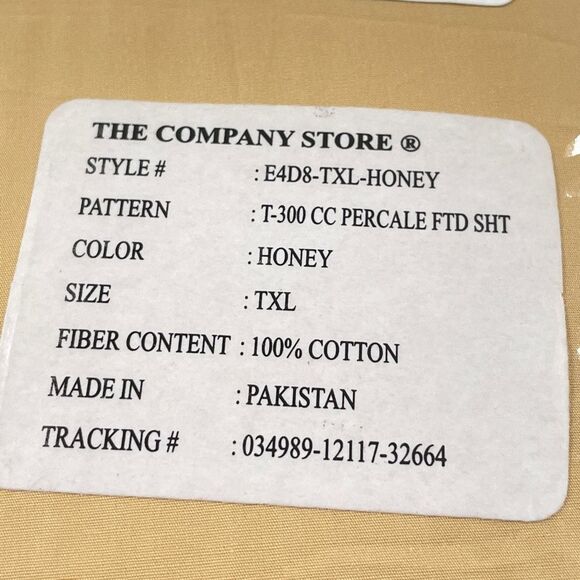 THE COMPANY STORE ®
STYLE # : E4D8-TXL-HONEY
PATTERN : T-300 CC PERCALE FTD SHT
COLOR : HONEY
SIZE : TXL
FIBER CONTENT : 100% COTTON
MADE IN : PAKISTAN
TRACKING # : 034989-12117-32664